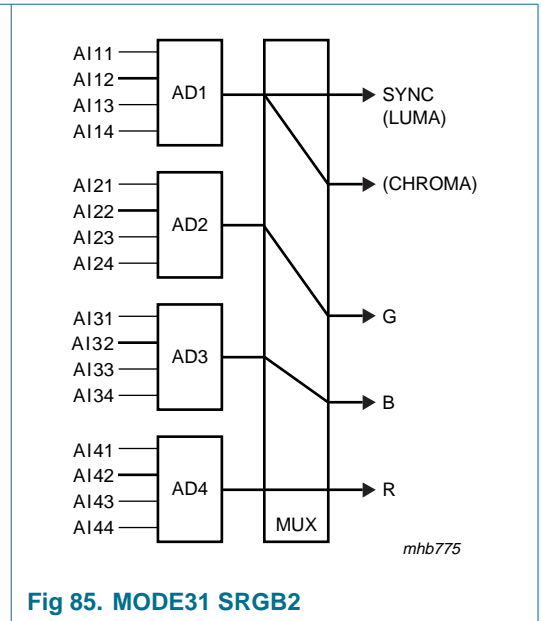 AI11
AI12
AI13
AI14
AD1
SYNC
(LUMA)
(CHROMA)
AI21
AI22
AI23
AI24
AD2
G
AI31
AI32
AI33
AI34
AD3
B
AI41
AI42
AI43
AI44
AD4
R
MUX
mhb775
Fig 85. MODE31 SRGB2